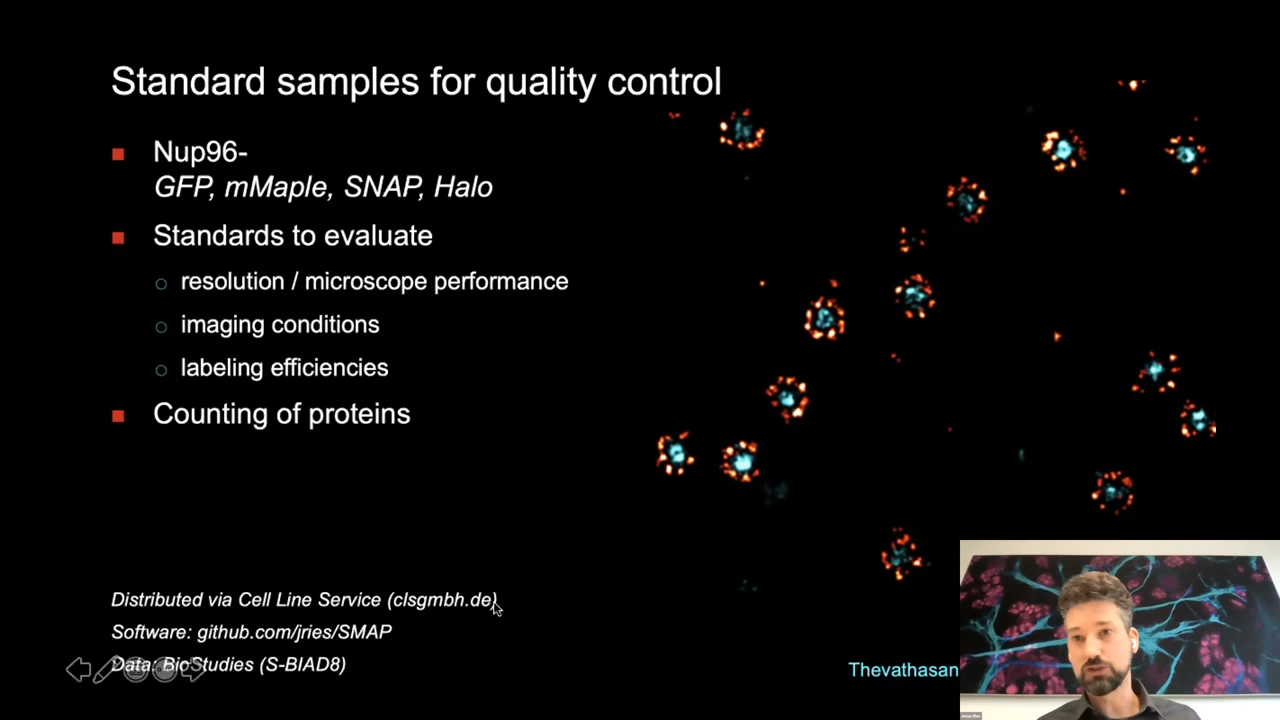 Standard samples for quality control
Nup96-
GFP, mMaple, SNAP, Halo
Standards to evaluate
resolution / microscope performance
imaging conditions
labeling efficiencies
Counting of proteins
Distributed via Cell Line Service (clsgmbh.de)
Software: github.com/jries/SMAP
Data: BioStudies (S-BIAD8)
Thevathasan